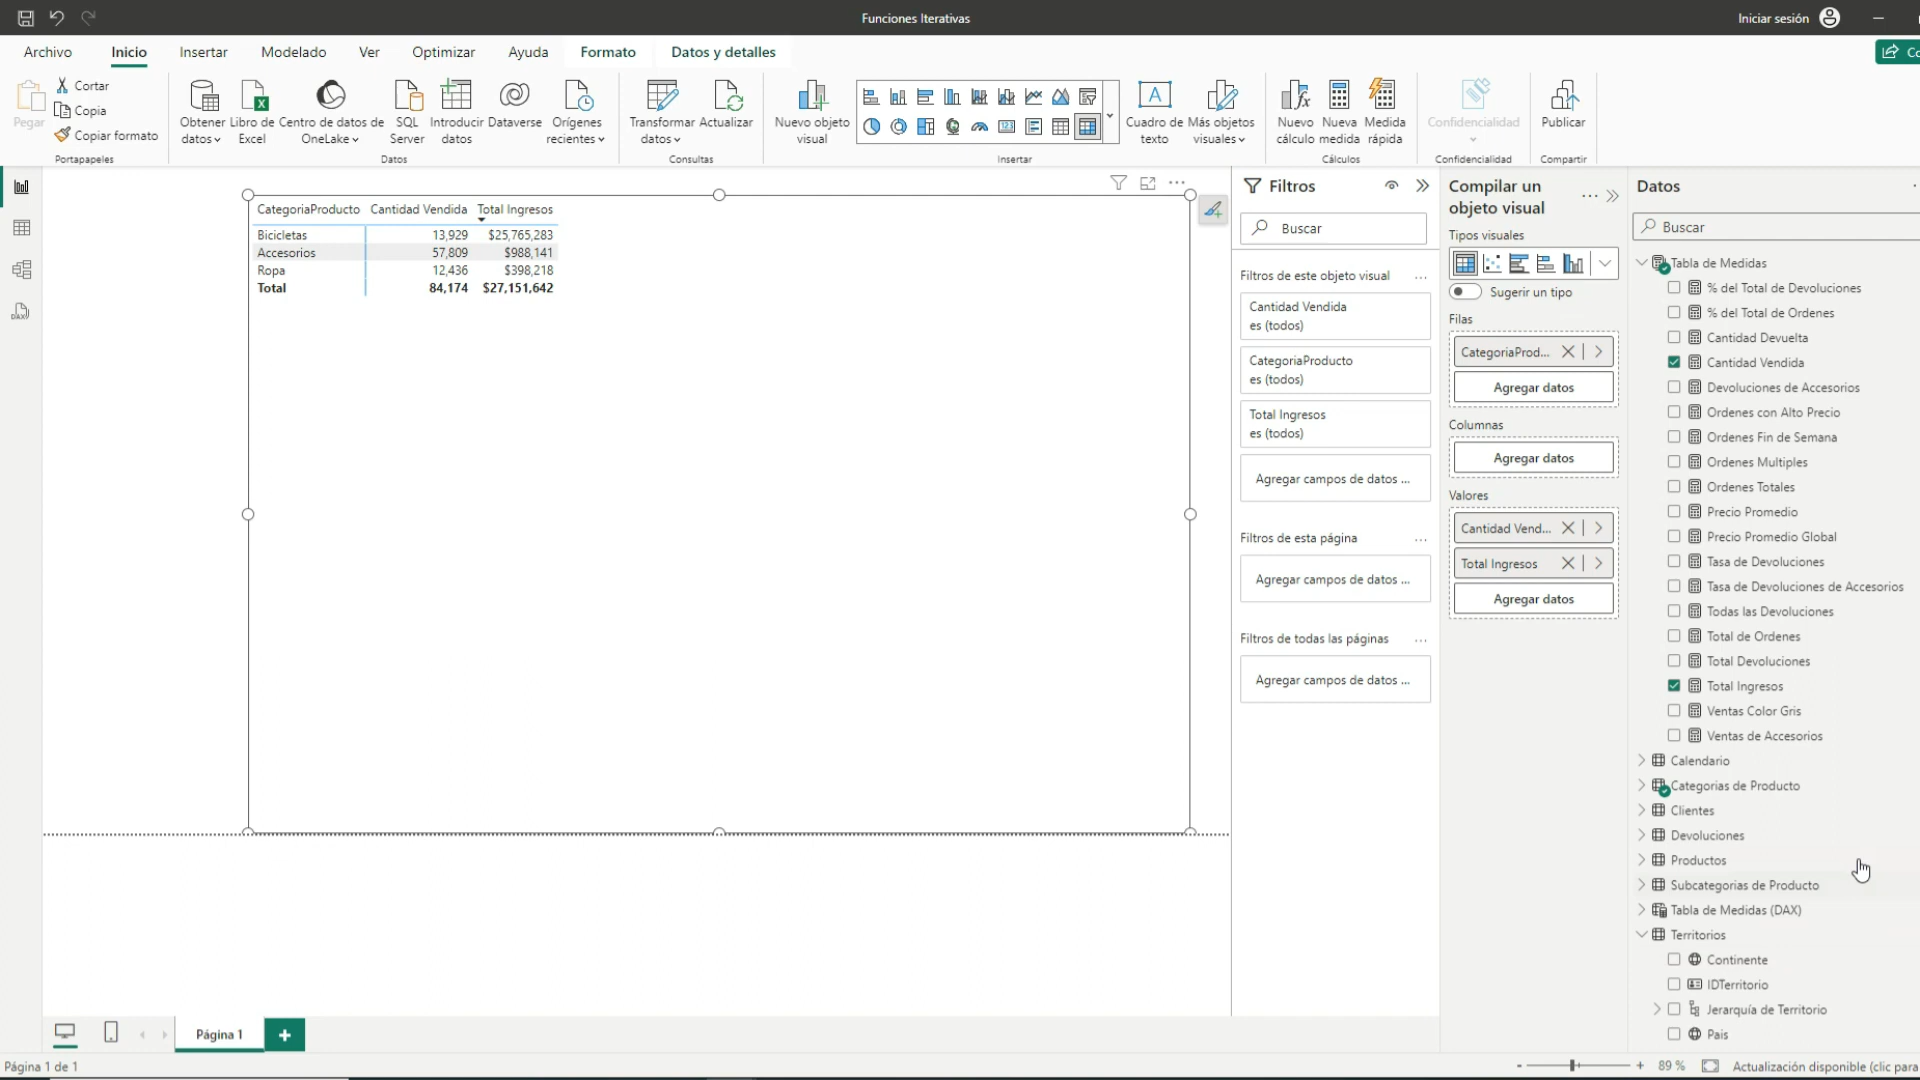 Funciones Iterativas
Iniciar sesión
Archivo
Inicio
Insertar
Modelado
Ver
Optimizar
Ayuda
Formato
Datos y detalles
Pegar
Cortar
Copia
Copiar formato
Portapapeles
Obtener datos
Libro de Excel
Centro de datos de OneLake
SQL Server
Introducir datos
Dataverse
Orígenes recientes
Datos
Transformar datos
Actualizar
Consultas
Nuevo objeto visual
Cuadro de texto
Más objetos visuales
Insertar
Nuevo cálculo
Nueva medida
Medida rápida
Cálculos
Confidencialidad
Confidencialidad
Publicar
Compartir
CategoriaProducto Cantidad Vendida Total Ingresos
Bicicletas 13,929 $25,765,283
Accesorios 57,809 $988,141
Ropa 12,436 $398,218
Total 84,174 $27,151,642
Filtros
Buscar
Filtros de este objeto visual
Cantidad Vendida
es (todos)
CategoriaProducto
es (todos)
Total Ingresos
es (todos)
Agregar campos de datos ...
Filtros de esta página
Agregar campos de datos ...
Filtros de todas las páginas
Agregar campos de datos ...
Compilar un
objeto visual
Tipos visuales
Sugerir un tipo
Filas
CategoriaProd...
Agregar datos
Columnas
Agregar datos
Valores
Cantidad Vend...
Total Ingresos
Agregar datos
Datos
Buscar
Tabla de Medidas
% del Total de Devoluciones
% del Total de Ordenes
Cantidad Devuelta
Cantidad Vendida
Devoluciones de Accesorios
Ordenes con Alto Precio
Ordenes Fin de Semana
Ordenes Multiples
Ordenes Totales
Precio Promedio
Precio Promedio Global
Tasa de Devoluciones
Tasa de Devoluciones de Accesorios
Todas las Devoluciones
Total de Ordenes
Total Devoluciones
Total Ingresos
Ventas Color Gris
Ventas de Accesorios
Calendario
Categorias de Producto
Clientes
Devoluciones
Productos
Subcategorias de Producto
Tabla de Medidas (DAX)
Territorios
Continente
IDTerritorio
Jerarquía de Territorio
Pais
Página 1
Página 1 de 1
89 %
Actualización disponible (clic para